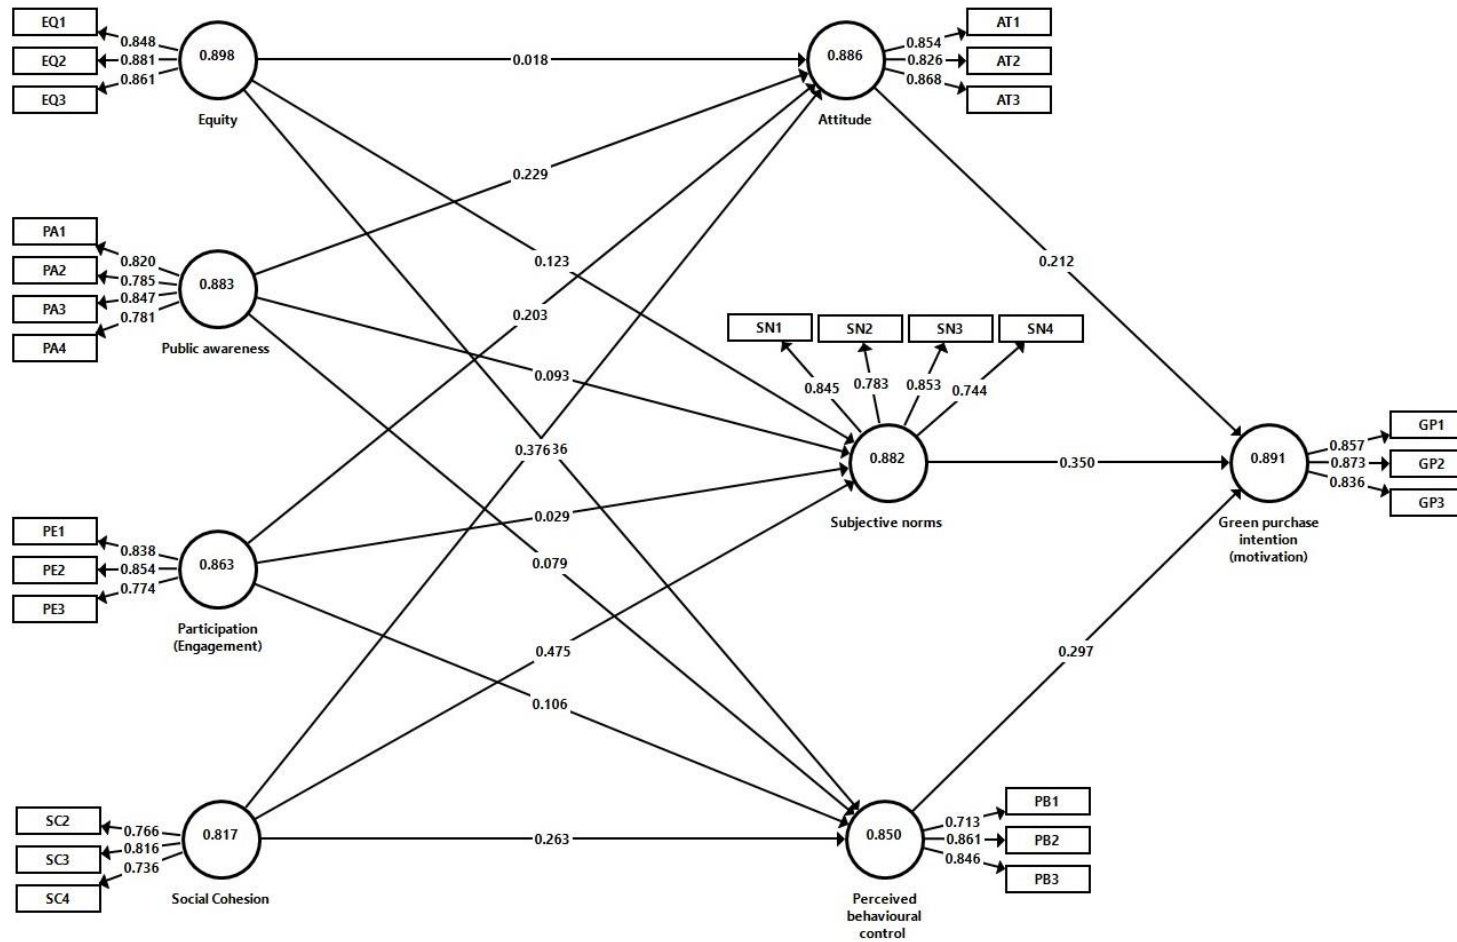 EQ1
EQ2
EQ3
0.848
0.881
0.861
0.898
Equity
0.018
0.886
Attitude
0.854
0.826
0.868
AT1
AT2
AT3
0.229
0.212
PA1
PA2
PA3
PA4
0.820
0.785
0.847
0.781
0.883
Public awareness
0.123
0.203
0.093
SN1
SN2
SN3
SN4
0.845
0.783
0.853
0.744
0.882
Subjective norms
0.350
0.891
Green purchase
intention
(motivation)
0.857
0.873
0.836
GP1
GP2
GP3
0.376
PE1
PE2
PE3
0.838
0.854
0.774
0.863
Participation
(Engagement)
0.029
0.079
0.475
0.106
0.297
SC2
SC3
SC4
0.766
0.816
0.736
0.817
Social Cohesion
0.263
0.850
Perceived
behavioural
control
0.713
0.861
0.846
PB1
PB2
PB3